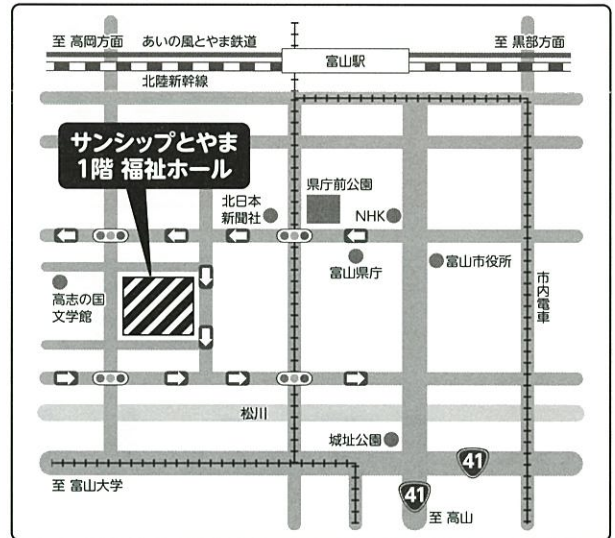 至 高岡方面
あいの風とやま鉄道
富山駅
至 黒部方面
北陸新幹線
サンシップとやま
1階 福祉ホール
北日本
新聞社
県庁前公園
NHK
富山県庁
富山市役所
市内電車
高志の国
文学館
松川
城址公園
41
41
至 富山大学
至 高山